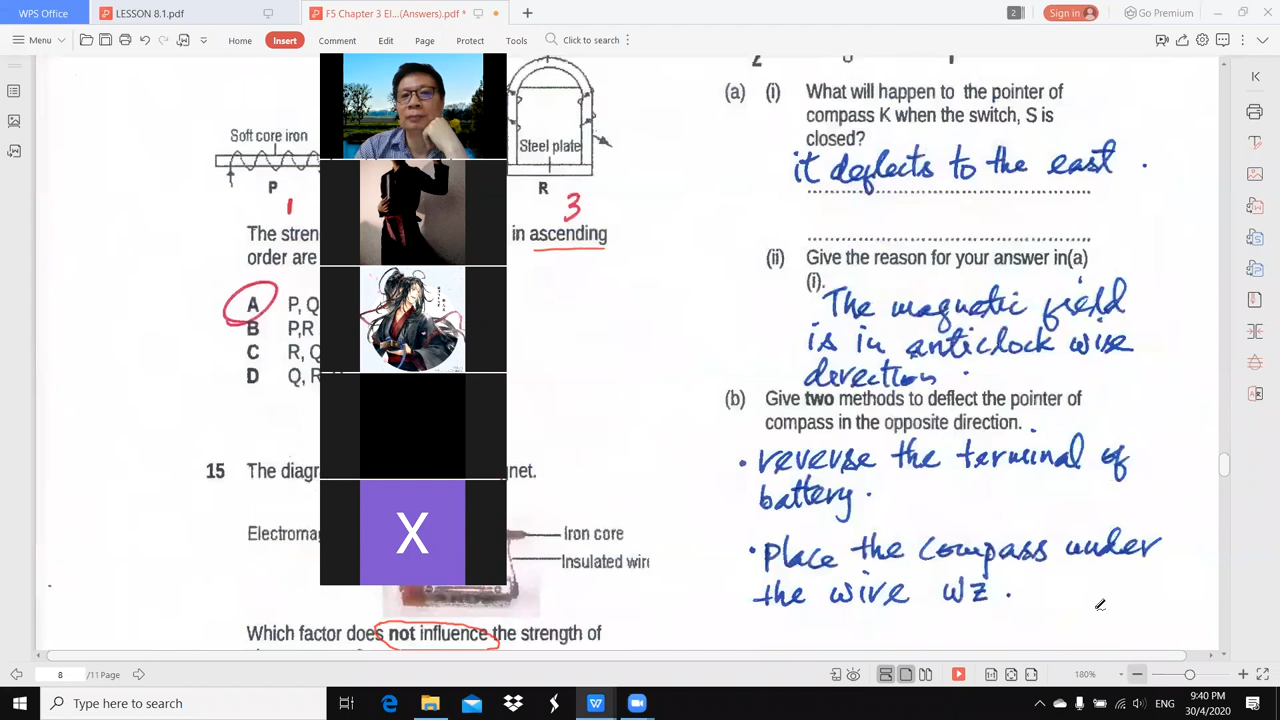 WPS Office
LESSON 8.1.pdf
F5 Chapter 3 El...(Answers).pdf *
+
2
Sign in
Go Premium
Menu
Home
Insert
Comment
Edit
Page
Protect
Tools
Click to search
Soft core iron
P
1
Steel plate
R
3
The stren
in ascending
order are
A P, Q
B P,R
C R, Q
D Q, R
15 The diagr
gnet.
Electroma
Iron core
Insulated wir
Which factor does not influence the strength of
(a) (i) What will happen to the pointer of
compass K when the switch, S is
closed?
it deflects to the east .
(ii) Give the reason for your answer in(a)
(i).
The magnetic field
is in anticlock wise
direction .
(b) Give two methods to deflect the pointer of
compass in the opposite direction.
• reverse the terminal of
battery .
• place the compass under
the wire WZ .
X
8 /11 Page
180%
Type here to search
ENG
9:40 PM
30/4/2020